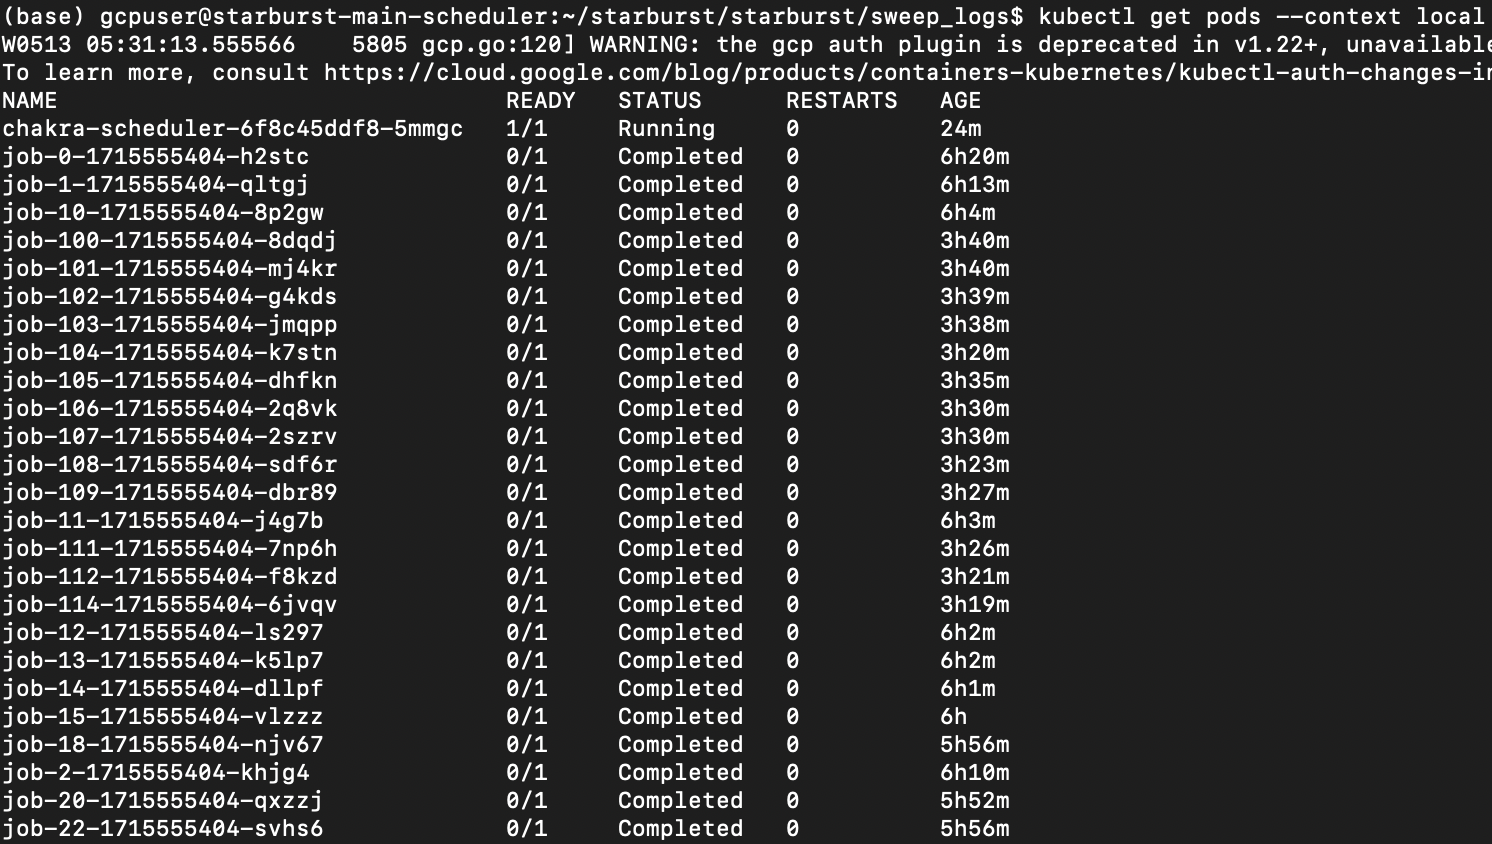 (base) gcpuser@starburst-main-scheduler:~/starburst/starburst/sweep_logs$ kubectl get pods --context local
W0513 05:31:13.555566    5805 gcp.go:120] WARNING: the gcp auth plugin is deprecated in v1.22+, unavailable
To learn more, consult https://cloud.google.com/blog/products/containers-kubernetes/kubectl-auth-changes-in
NAME                                READY   STATUS      RESTARTS   AGE
chakra-scheduler-6f8c45ddf8-5mmgc   1/1     Running     0          24m
job-0-1715555404-h2stc              0/1     Completed   0          6h20m
job-1-1715555404-qltgj              0/1     Completed   0          6h13m
job-10-1715555404-8p2gw             0/1     Completed   0          6h4m
job-100-1715555404-8dqdj            0/1     Completed   0          3h40m
job-101-1715555404-mj4kr            0/1     Completed   0          3h40m
job-102-1715555404-g4kds            0/1     Completed   0          3h39m
job-103-1715555404-jmqpp            0/1     Completed   0          3h38m
job-104-1715555404-k7stn            0/1     Completed   0          3h20m
job-105-1715555404-dhfkn            0/1     Completed   0          3h35m
job-106-1715555404-2q8vk            0/1     Completed   0          3h30m
job-107-1715555404-2szrv            0/1     Completed   0          3h30m
job-108-1715555404-sdf6r            0/1     Completed   0          3h23m
job-109-1715555404-dbr89            0/1     Completed   0          3h27m
job-11-1715555404-j4g7b             0/1     Completed   0          6h3m
job-111-1715555404-7np6h            0/1     Completed   0          3h26m
job-112-1715555404-f8kzd            0/1     Completed   0          3h21m
job-114-1715555404-6jvqv            0/1     Completed   0          3h19m
job-12-1715555404-ls297             0/1     Completed   0          6h2m
job-13-1715555404-k5lp7             0/1     Completed   0          6h2m
job-14-1715555404-dllpf             0/1     Completed   0          6h1m
job-15-1715555404-vlzzz             0/1     Completed   0          6h
job-18-1715555404-njv67             0/1     Completed   0          5h56m
job-2-1715555404-khjg4              0/1     Completed   0          6h10m
job-20-1715555404-qxzzj             0/1     Completed   0          5h52m
job-22-1715555404-svhs6             0/1     Completed   0          5h56m